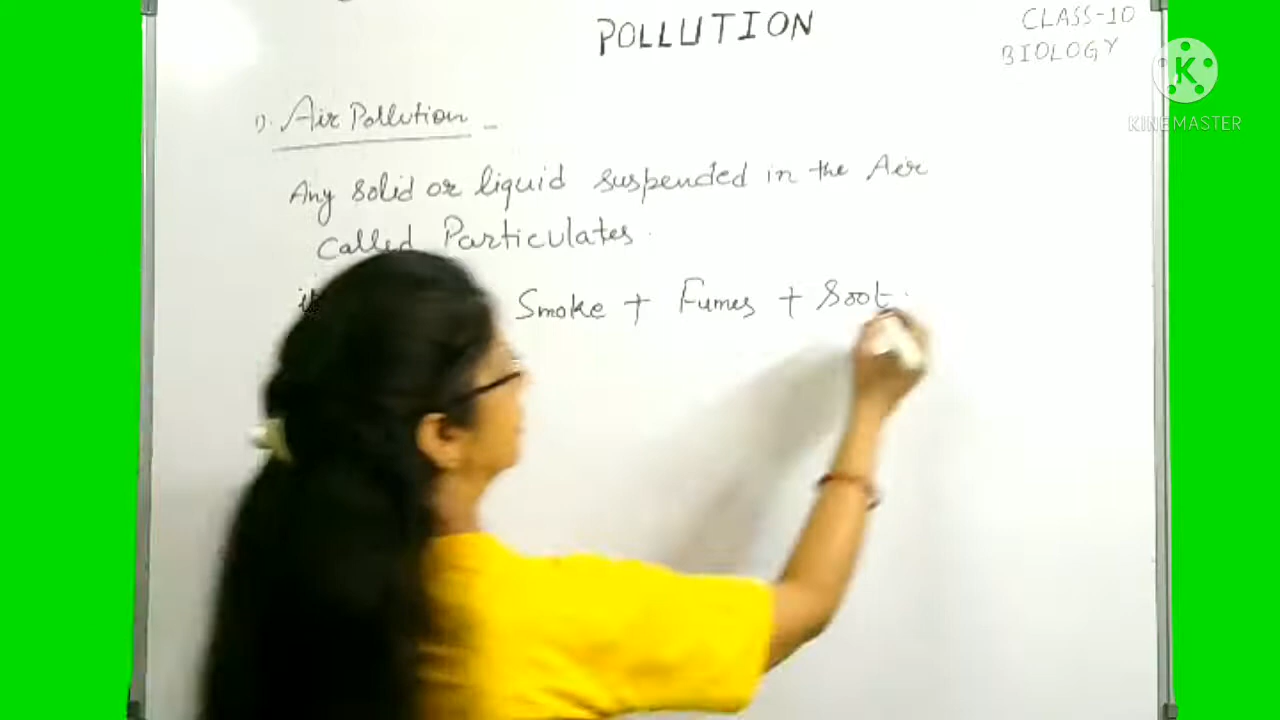 POLLUTION
CLASS-10
BIOLOGY
KINEMASTER
1). Air Pollution -
Any solid or liquid suspended in the Air
called Particulates.
Smoke + Fumes + Soot.